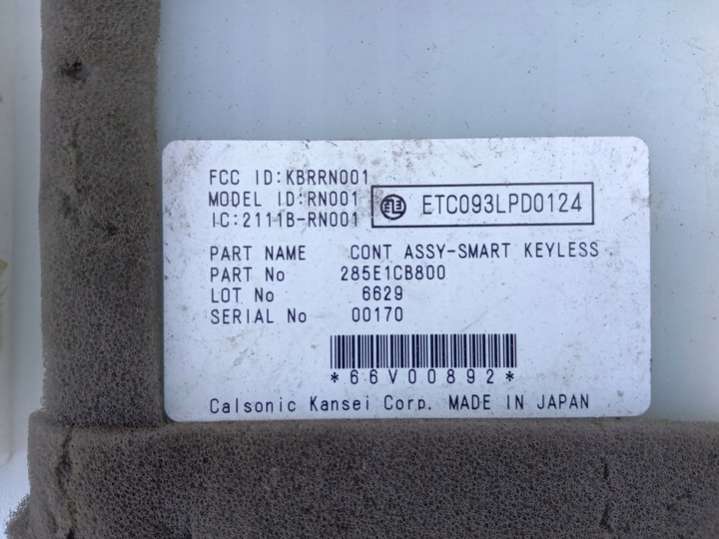 FCC ID:KBRRN001
MODEL ID:RN001
IC:2111B-RN001
ETC093LPD0124
PART NAME CONT ASSY-SMART KEYLESS
PART No 285E1CB800
LOT No 6629
SERIAL No 00170
*66V00892*
Calsonic Kansei Corp. MADE IN JAPAN